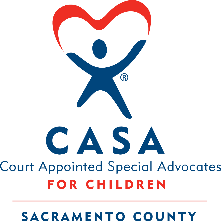 ®
CASA
Court Appointed Special Advocates
FOR CHILDREN
SACRAMENTO COUNTY